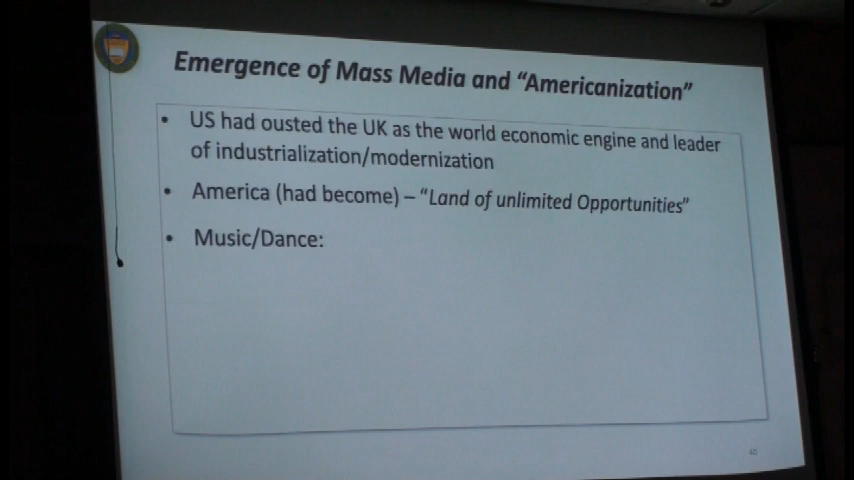 Emergence of Mass Media and “Americanization”
• US had ousted the UK as the world economic engine and leader
of industrialization/modernization
• America (had become) – “Land of unlimited Opportunities”
• Music/Dance: